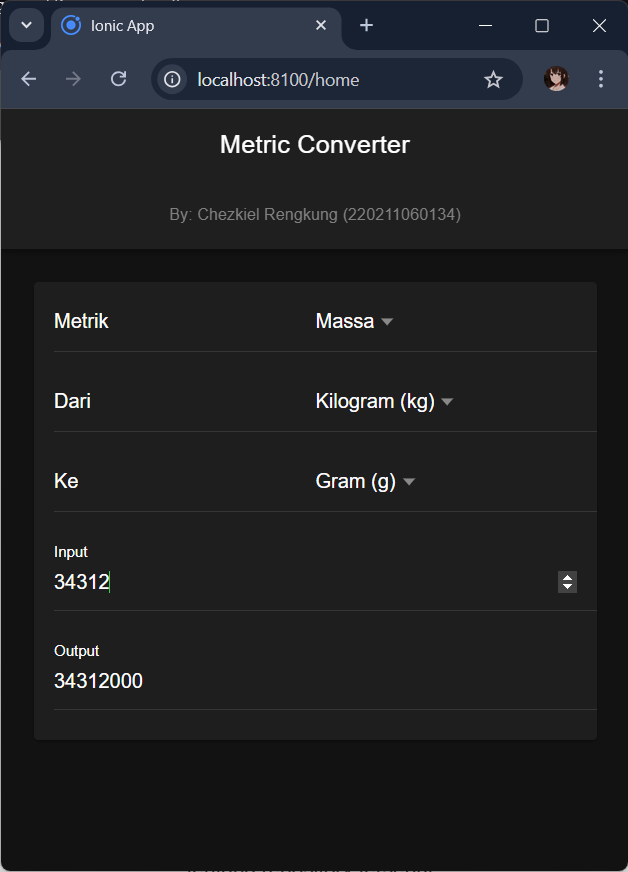 Ionic App
localhost:8100/home
Metric Converter
By: Chezkiel Rengkung (220211060134)
Metrik Massa
Dari Kilogram (kg)
Ke Gram (g)
Input
34312
Output
34312000